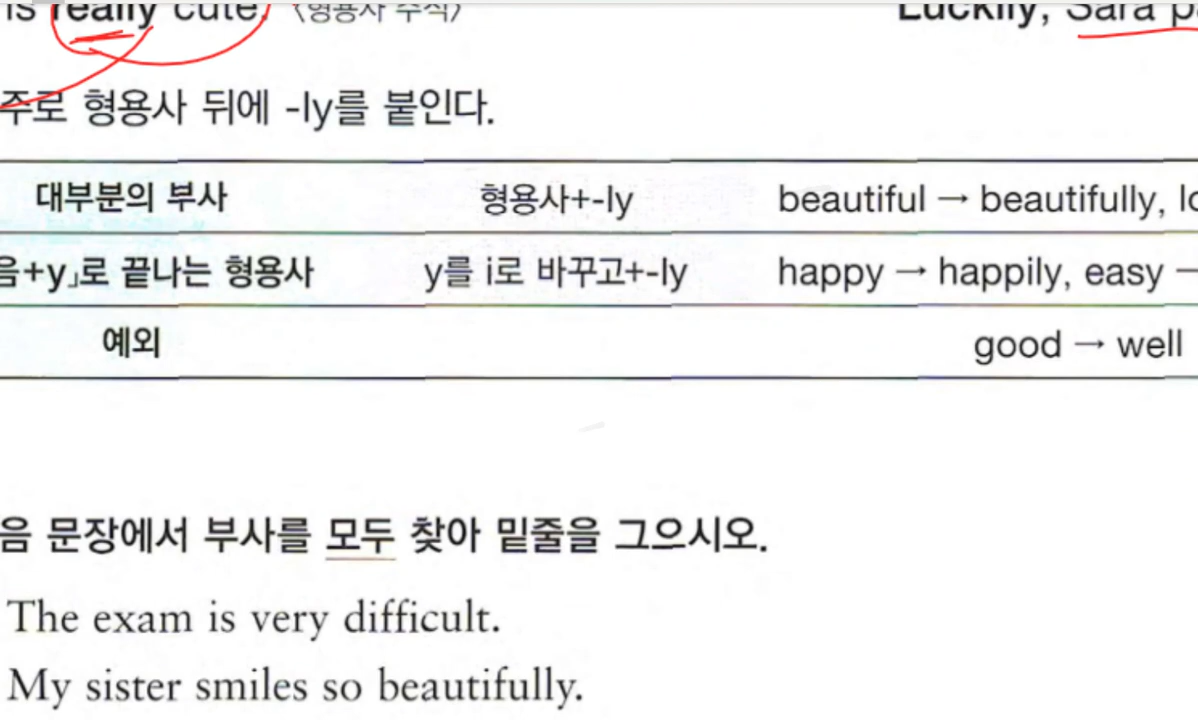 is really cute. 〈형용사 수식〉 Luckily, Sara
주로 형용사 뒤에 -ly를 붙인다.
대부분의 부사 형용사+-ly beautiful → beautifully,
음+y」로 끝나는 형용사 y를 i로 바꾸고+-ly happy → happily, easy →
예외 good → well
음 문장에서 부사를 모두 찾아 밑줄을 그으시오.
The exam is very difficult.
My sister smiles so beautifully.